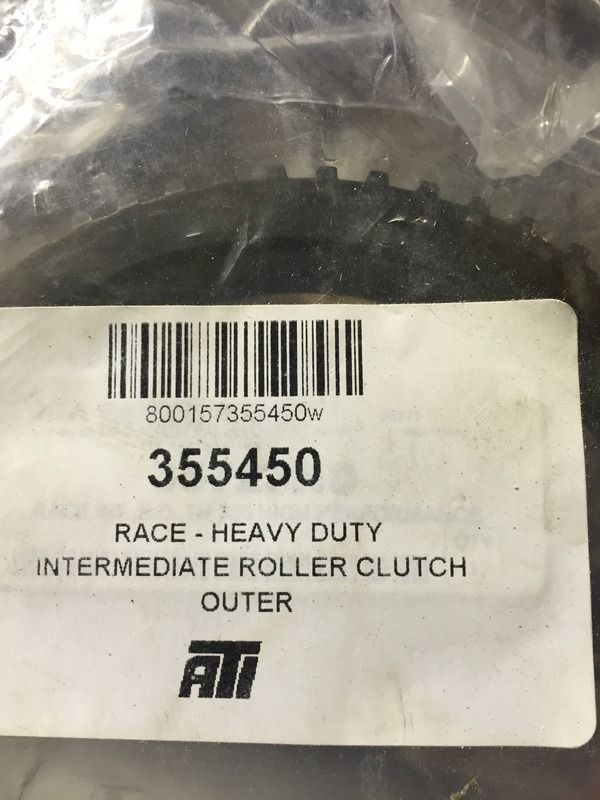 800157355450w
355450
RACE - HEAVY DUTY
INTERMEDIATE ROLLER CLUTCH
OUTER
ATI